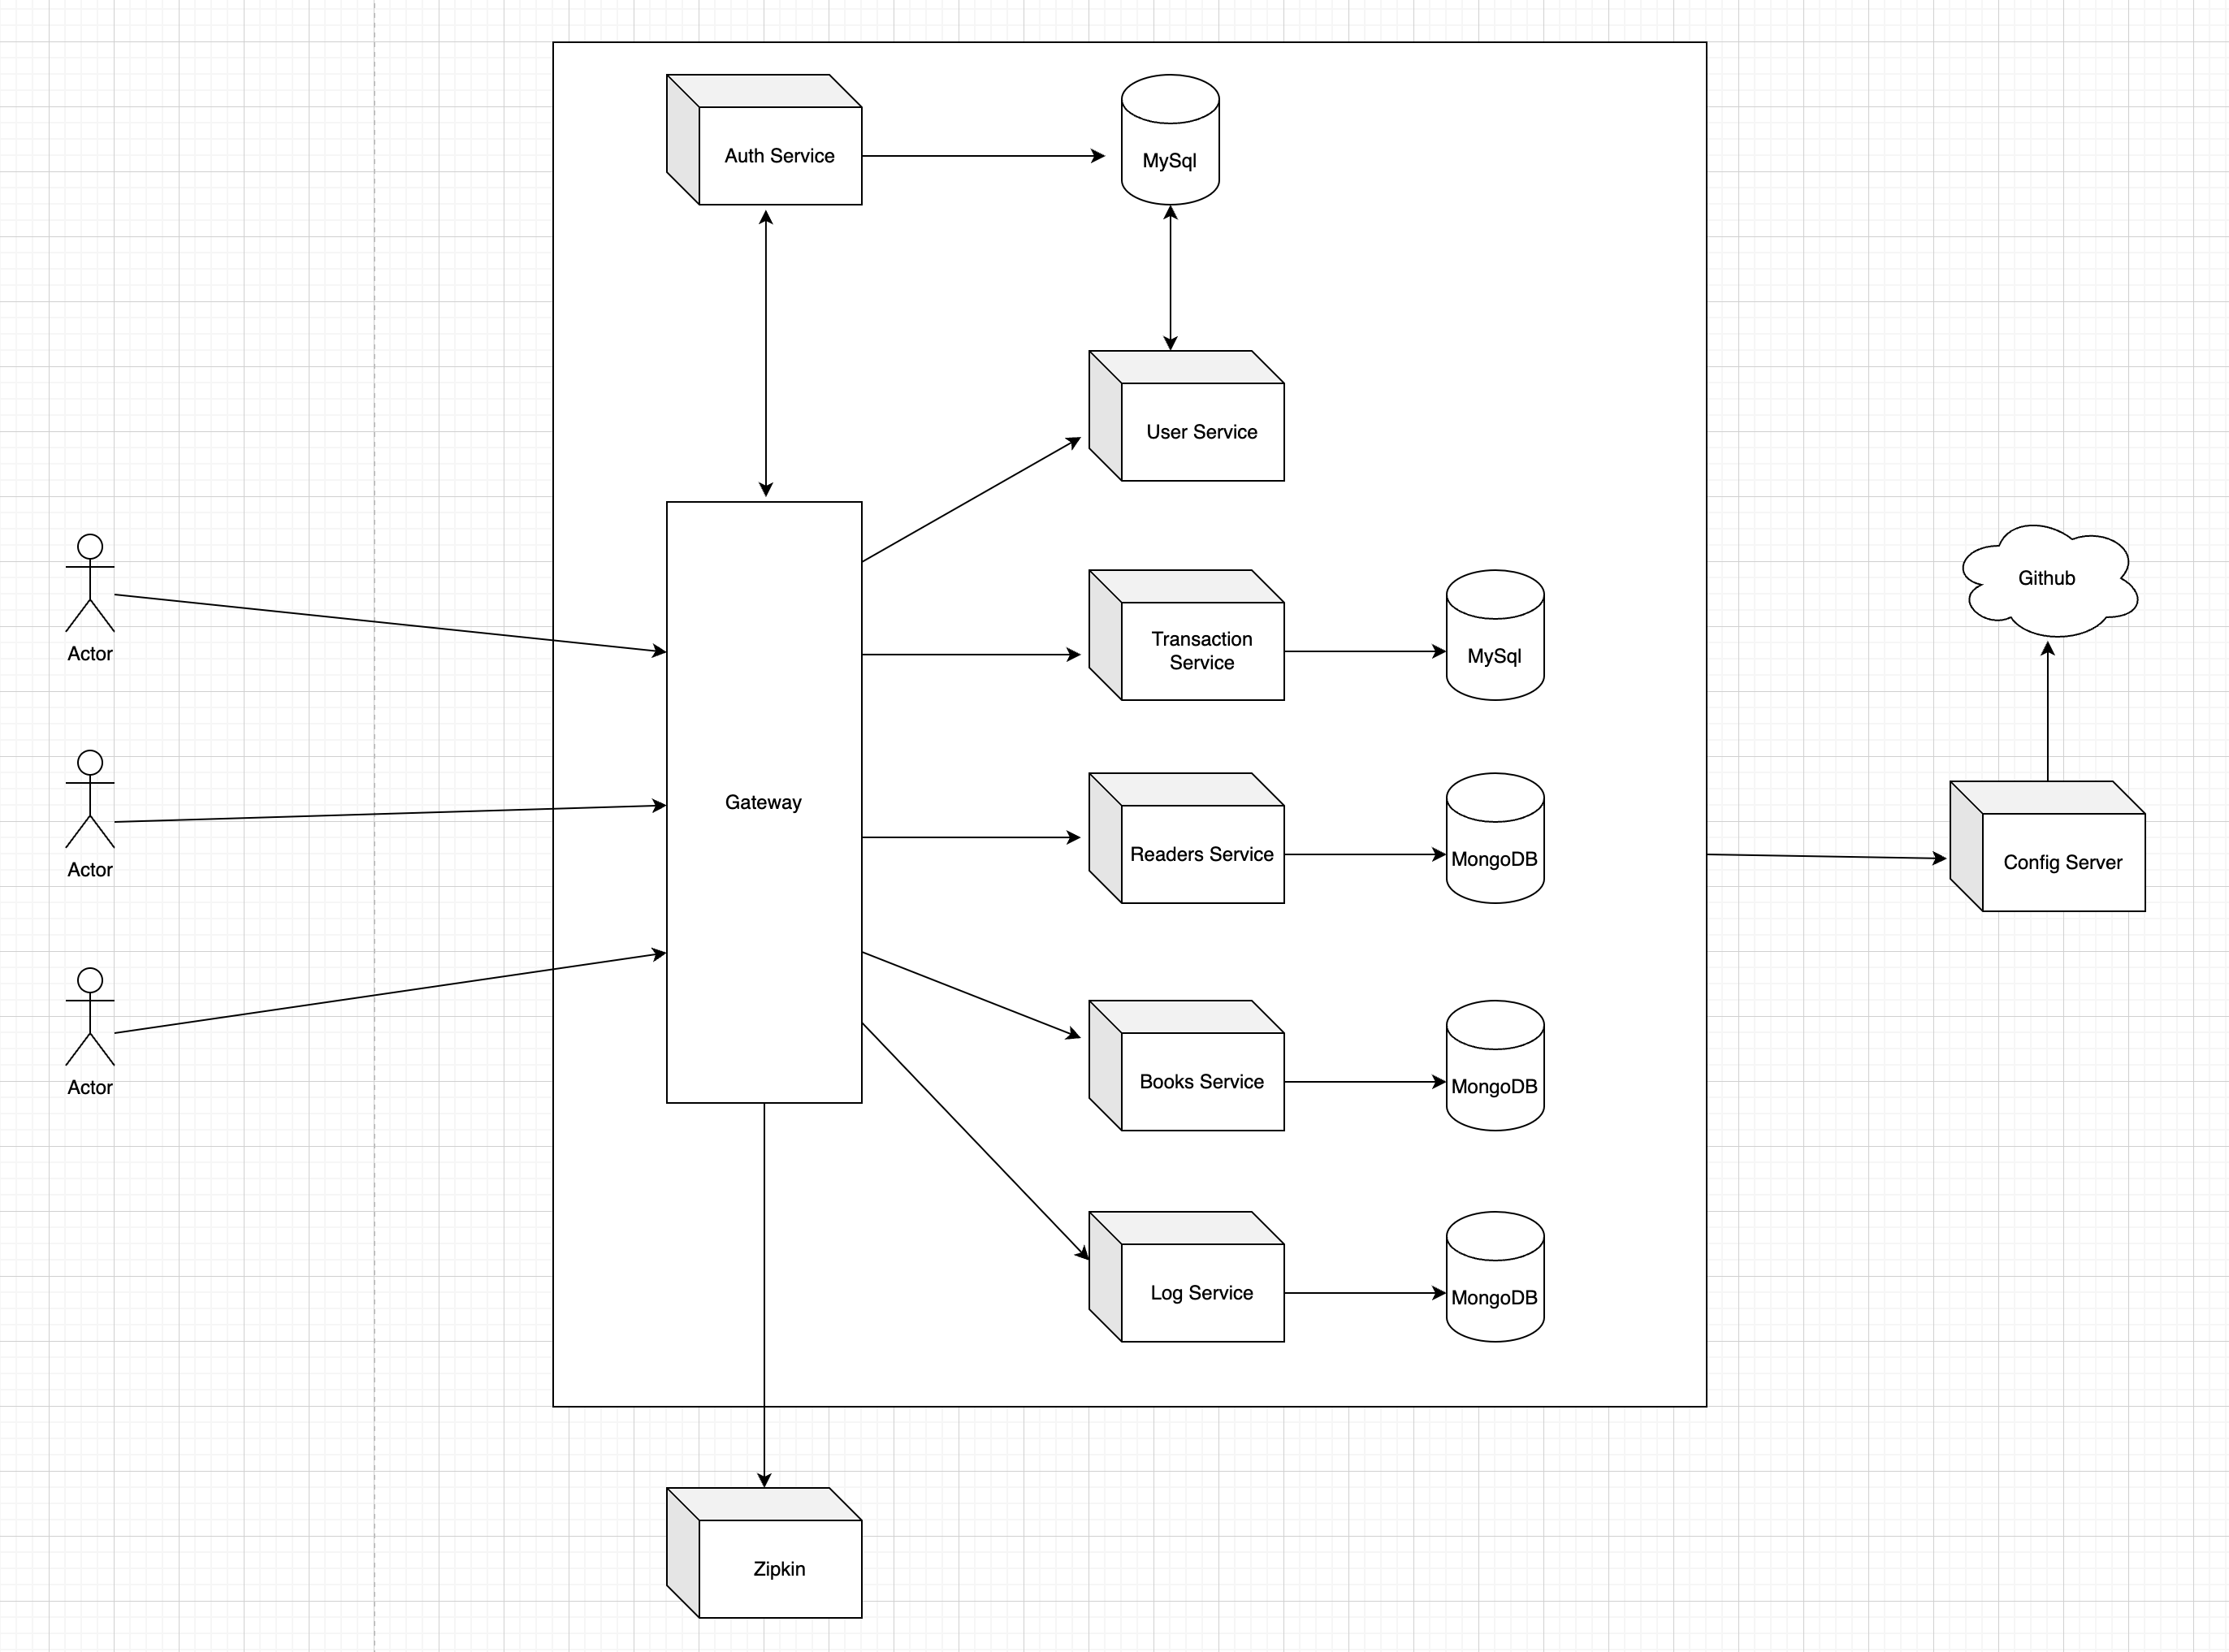 Auth Service
MySql
User Service
Actor
Transaction
Service
MySql
Github
Actor
Gateway
Readers Service
MongoDB
Config Server
Actor
Books Service
MongoDB
Log Service
MongoDB
Zipkin